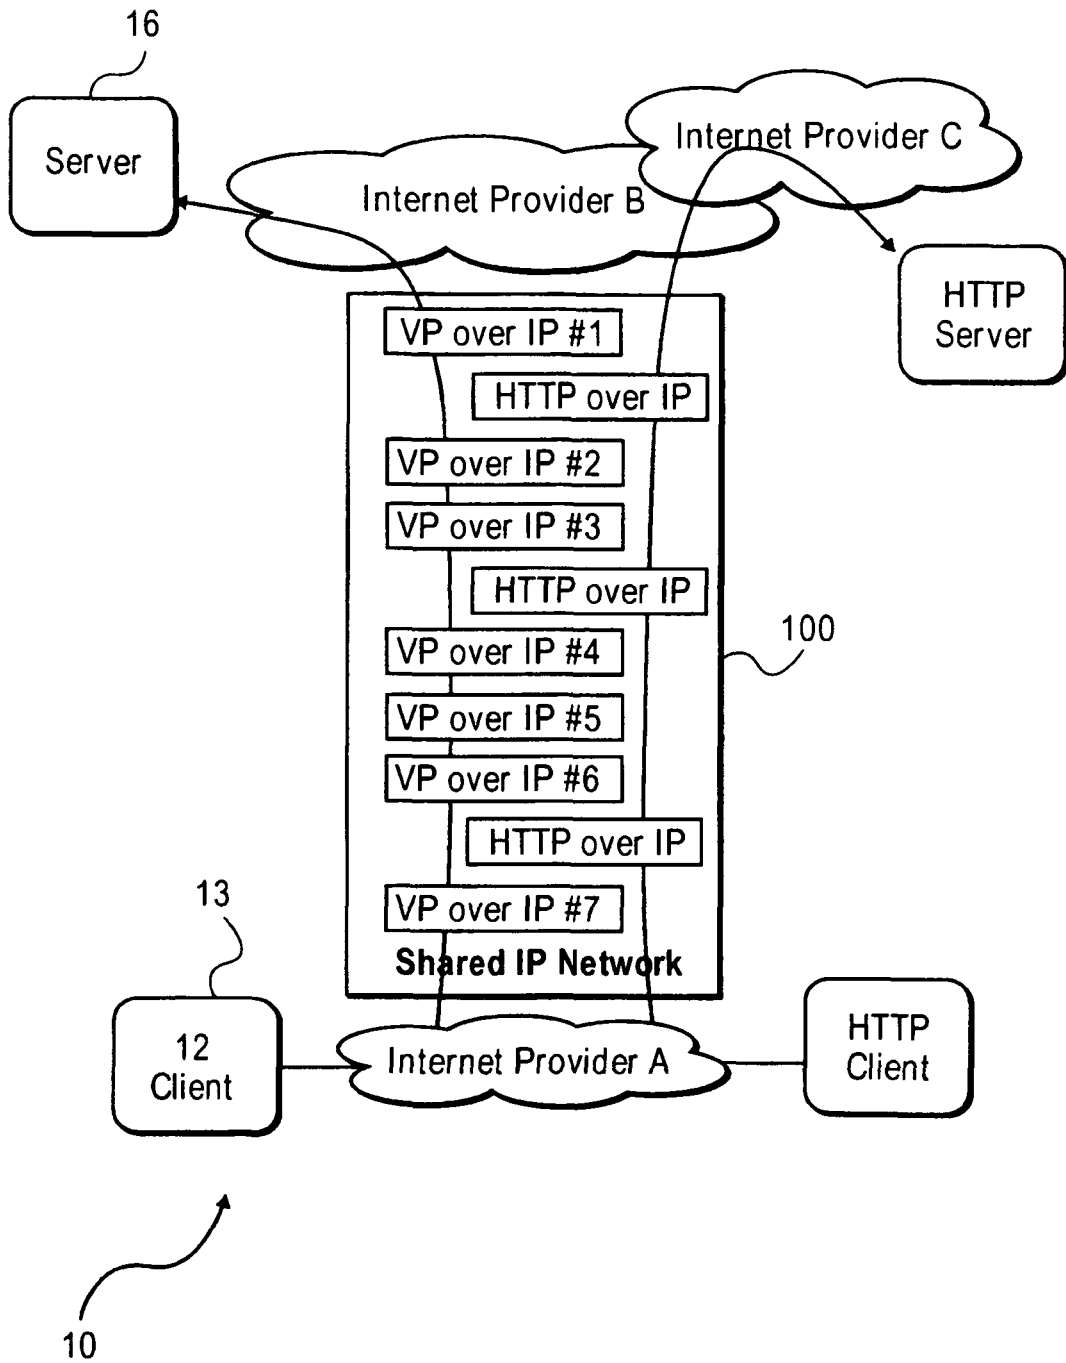 16
Server
Internet Provider C
Internet Provider B
HTTP
Server
VP over IP #1
HTTP over IP
VP over IP #2
VP over IP #3
HTTP over IP
100
VP over IP #4
VP over IP #5
VP over IP #6
HTTP over IP
13
VP over IP #7
Shared IP Network
12
Client
Internet Provider A
HTTP
Client
10